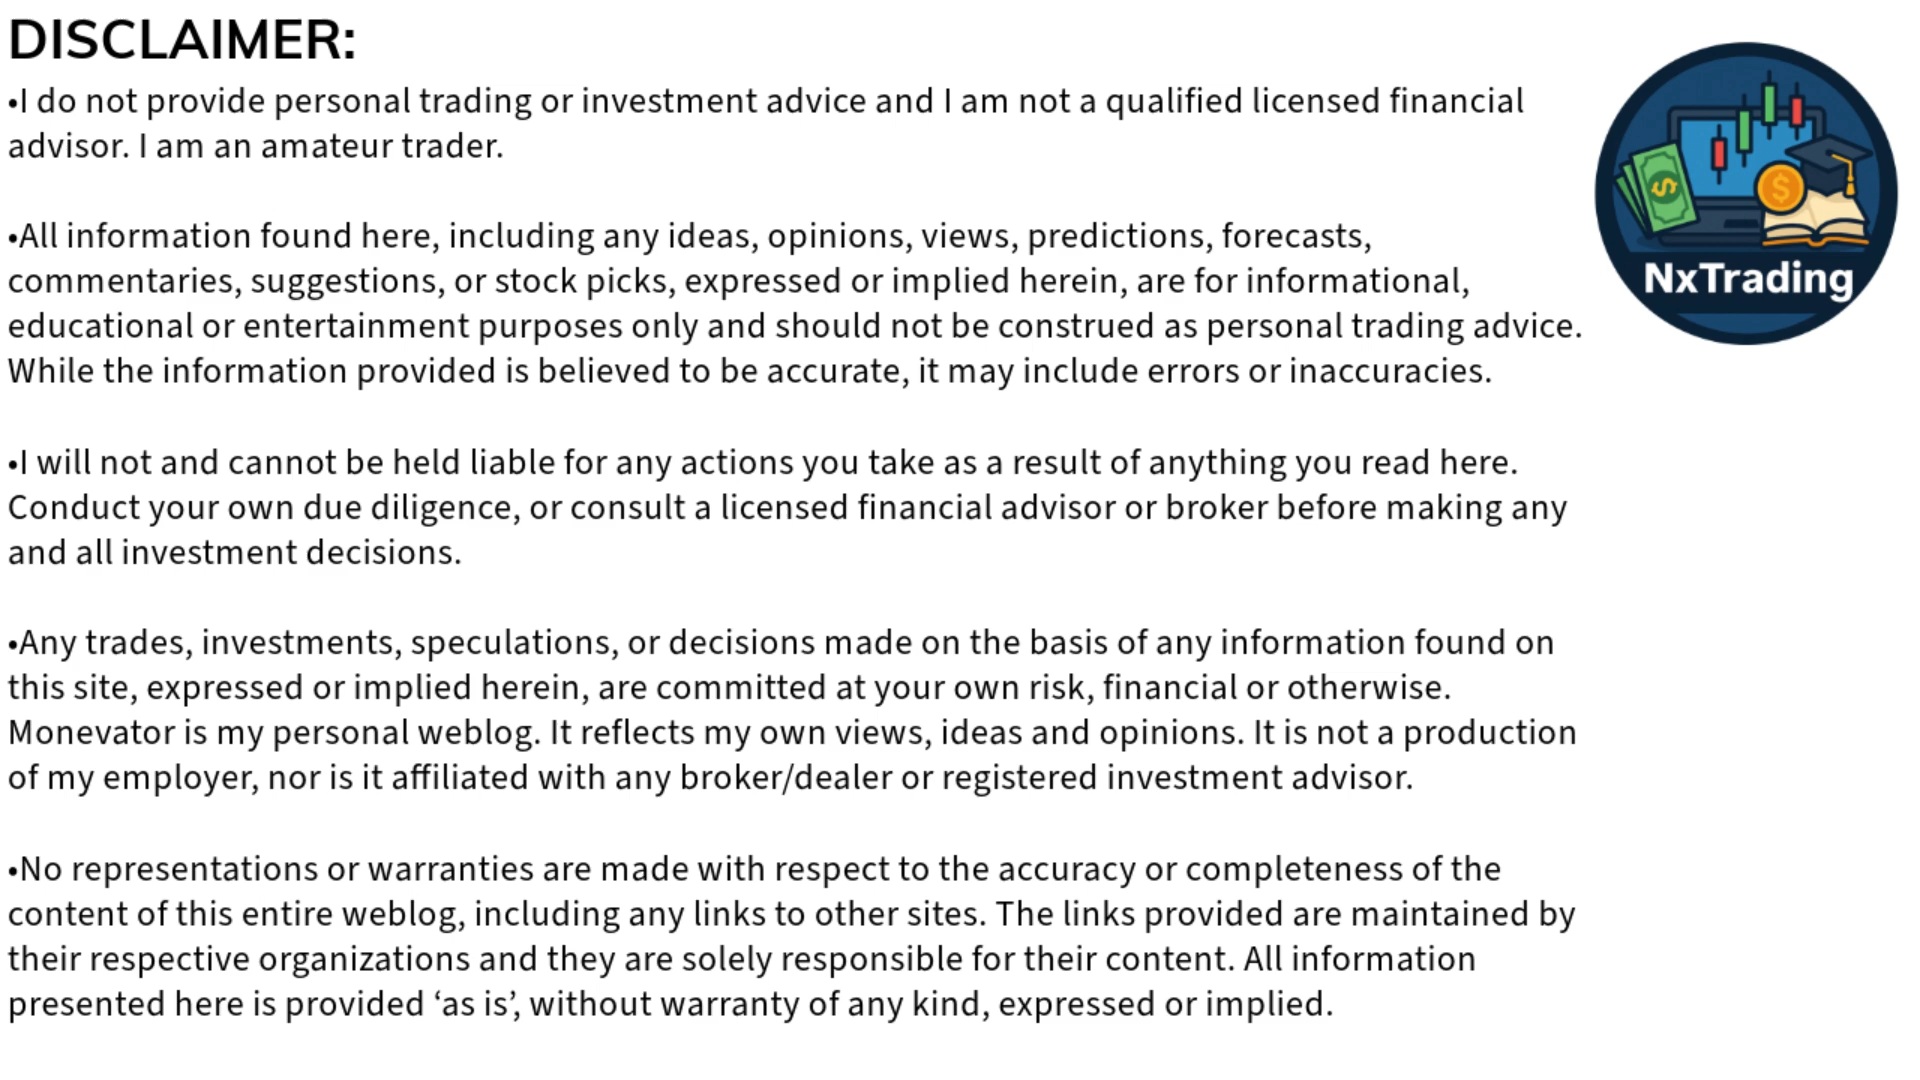 DISCLAIMER:
•I do not provide personal trading or investment advice and I am not a qualified licensed financial
advisor. I am an amateur trader.
•All information found here, including any ideas, opinions, views, predictions, forecasts,
commentaries, suggestions, or stock picks, expressed or implied herein, are for informational,
educational or entertainment purposes only and should not be construed as personal trading advice.
While the information provided is believed to be accurate, it may include errors or inaccuracies.
•I will not and cannot be held liable for any actions you take as a result of anything you read here.
Conduct your own due diligence, or consult a licensed financial advisor or broker before making any
and all investment decisions.
•Any trades, investments, speculations, or decisions made on the basis of any information found on
this site, expressed or implied herein, are committed at your own risk, financial or otherwise.
Monevator is my personal weblog. It reflects my own views, ideas and opinions. It is not a production
of my employer, nor is it affiliated with any broker/dealer or registered investment advisor.
•No representations or warranties are made with respect to the accuracy or completeness of the
content of this entire weblog, including any links to other sites. The links provided are maintained by
their respective organizations and they are solely responsible for their content. All information
presented here is provided ‘as is’, without warranty of any kind, expressed or implied.
$
$
NxTrading